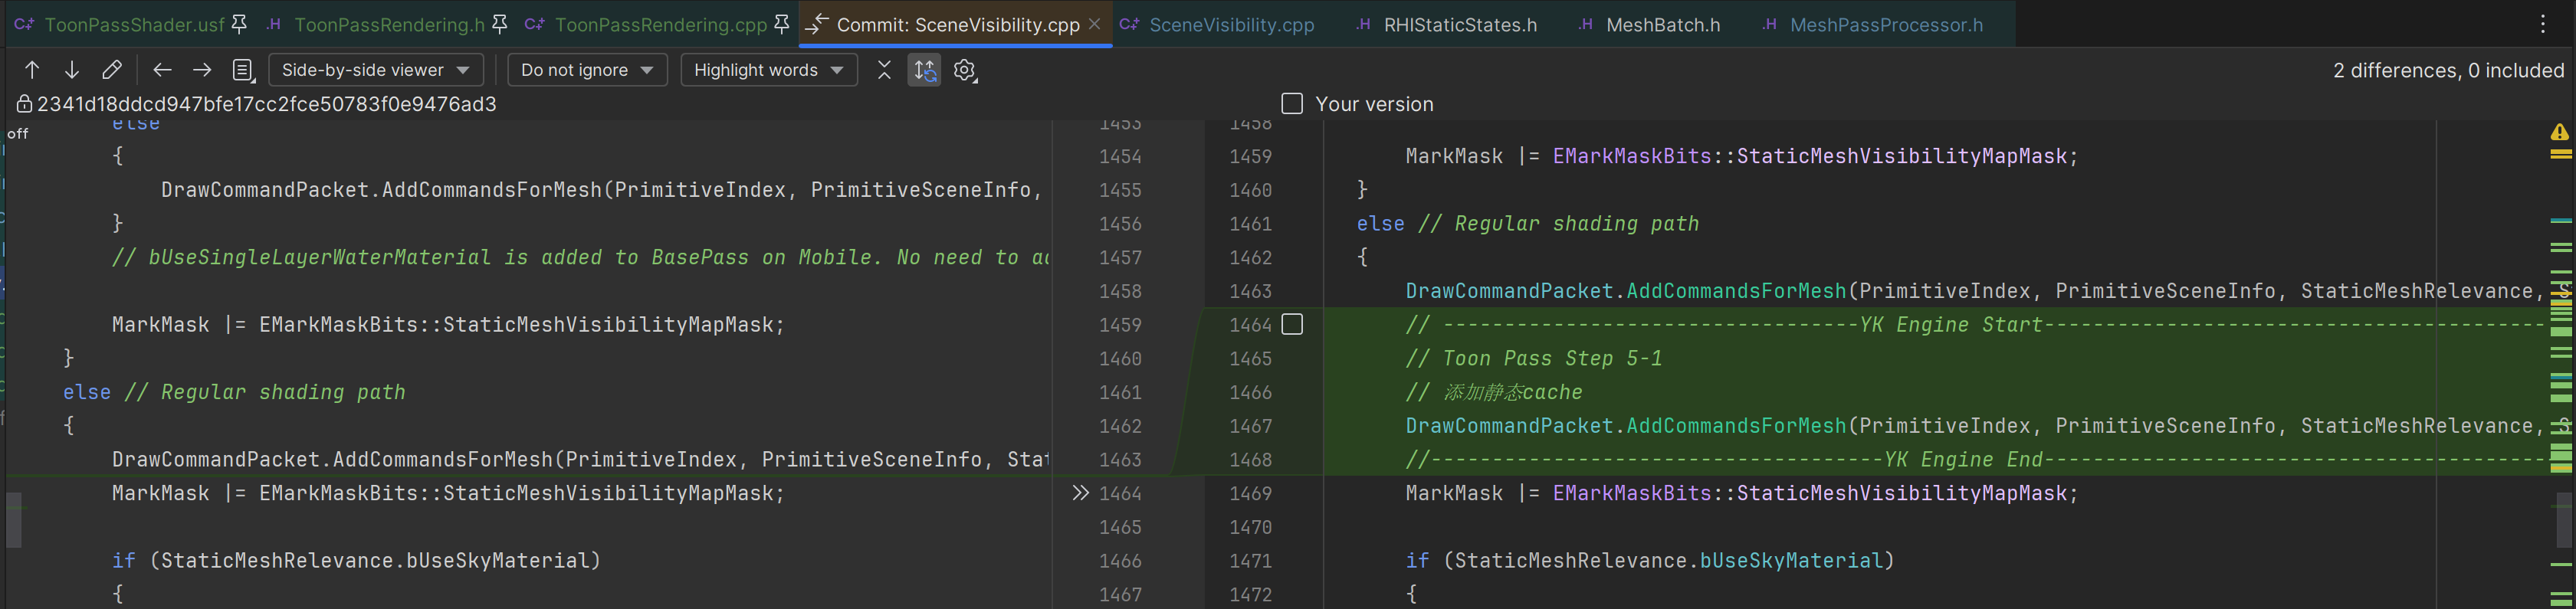 ToonPassShader.usf ToonPassRendering.h ToonPassRendering.cpp Commit: SceneVisibility.cpp SceneVisibility.cpp RHIStaticStates.h MeshBatch.h MeshPassProcessor.h
Side-by-side viewer Do not ignore Highlight words 2 differences, 0 included
2341d18ddcd947bfe17cc2fce50783f0e9476ad3
off
else
{
DrawCommandPacket.AddCommandsForMesh(PrimitiveIndex, PrimitiveSceneInfo,
}
// bUseSingleLayerWaterMaterial is added to BasePass on Mobile. No need to
MarkMask |= EMarkMaskBits::StaticMeshVisibilityMapMask;
}
else // Regular shading path
{
DrawCommandPacket.AddCommandsForMesh(PrimitiveIndex, PrimitiveSceneInfo, Stat
MarkMask |= EMarkMaskBits::StaticMeshVisibilityMapMask;
if (StaticMeshRelevance.bUseSkyMaterial)
{
1453
1454
1455
1456
1457
1458
1459
1460
1461
1462
1463
1464
1465
1466
1467
Your version
1458
1459 MarkMask |= EMarkMaskBits::StaticMeshVisibilityMapMask;
1460 }
1461 else // Regular shading path
1462 {
1463 DrawCommandPacket.AddCommandsForMesh(PrimitiveIndex, PrimitiveSceneInfo, StaticMeshRelevance, S
1464 // ----------------------------------YK Engine Start-----------------------------------------
1465 // Toon Pass Step 5-1
1466 // 添加静态cache
1467 DrawCommandPacket.AddCommandsForMesh(PrimitiveIndex, PrimitiveSceneInfo, StaticMeshRelevance, S
1468 //-------------------------------------YK Engine End-----------------------------------------
1469 MarkMask |= EMarkMaskBits::StaticMeshVisibilityMapMask;
1470
1471 if (StaticMeshRelevance.bUseSkyMaterial)
1472 {